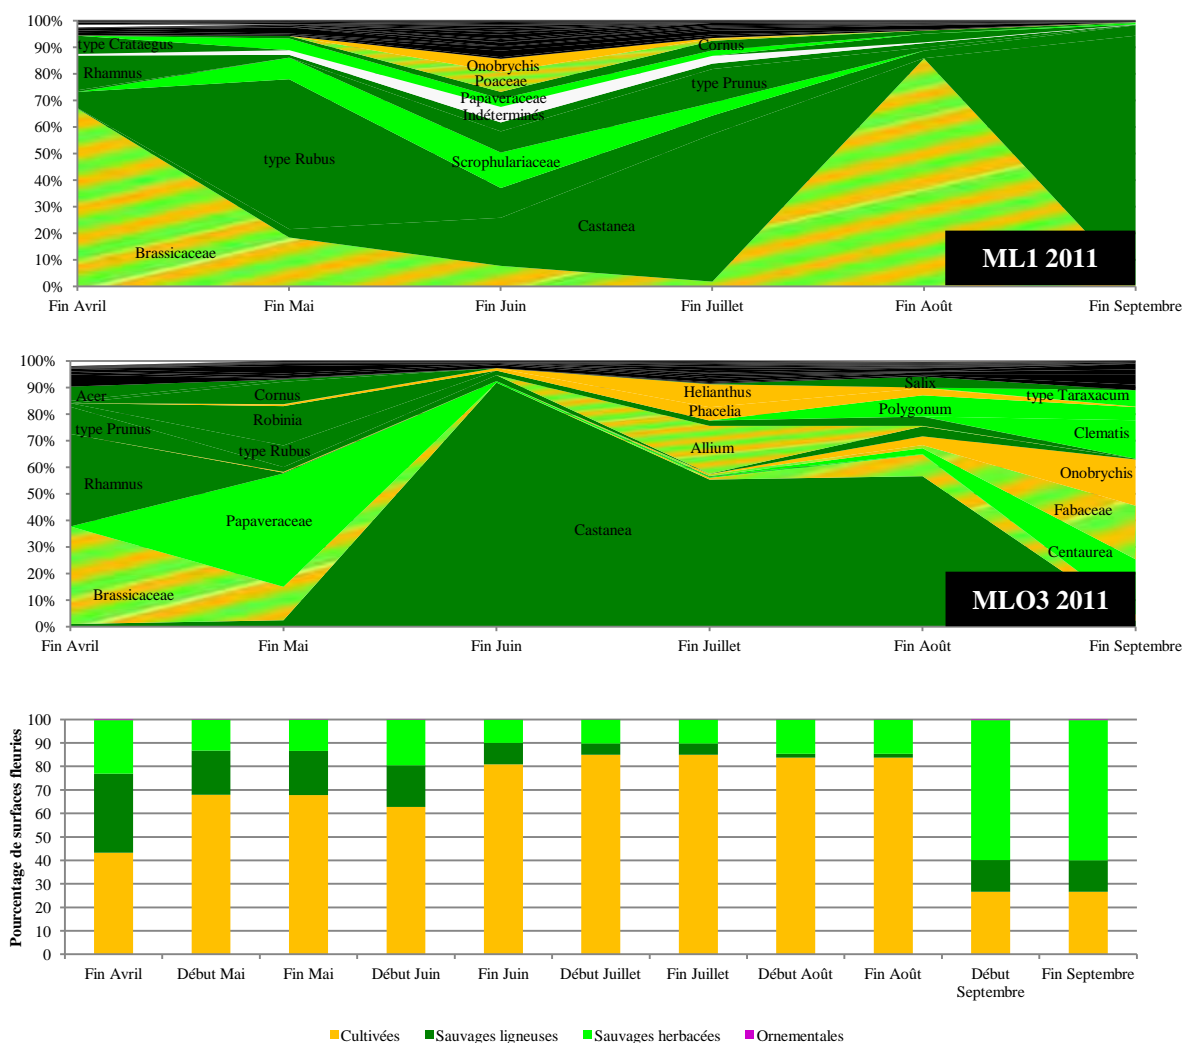 100%
90%
80%
70%
60%
50%
40%
30%
20%
10%
0%
type Crataegus
Rhamnus
type Rubus
Brassicaceae
Onobrychis
Poaceae
Papaveraceae
Indéterminés
Scrophulariaceae
Cornus
type Prunus
Castanea
ML1 2011
Fin Avril Fin Mai Fin Juin Fin Juillet Fin Août Fin Septembre
100%
90%
80%
70%
60%
50%
40%
30%
20%
10%
0%
Acer
type Prunus
Rhamnus
Brassicaceae
Cornus
Robinia
type Rubus
Papaveraceae
Castanea
Helianthus
Phacelia
Allium
Salix
Polygonum
type Taraxacum
Clematis
Onobrychis
Fabaceae
Centaurea
MLO3 2011
Fin Avril Fin Mai Fin Juin Fin Juillet Fin Août Fin Septembre
Pourcentage de surfaces fleuries
100
90
80
70
60
50
40
30
20
10
0
Fin Avril Début Mai Fin Mai Début Juin Fin Juin Début Juillet Fin Juillet Début Août Fin Août Début Septembre Fin Septembre
Cultivées Sauvages ligneuses Sauvages herbacées Ornementales